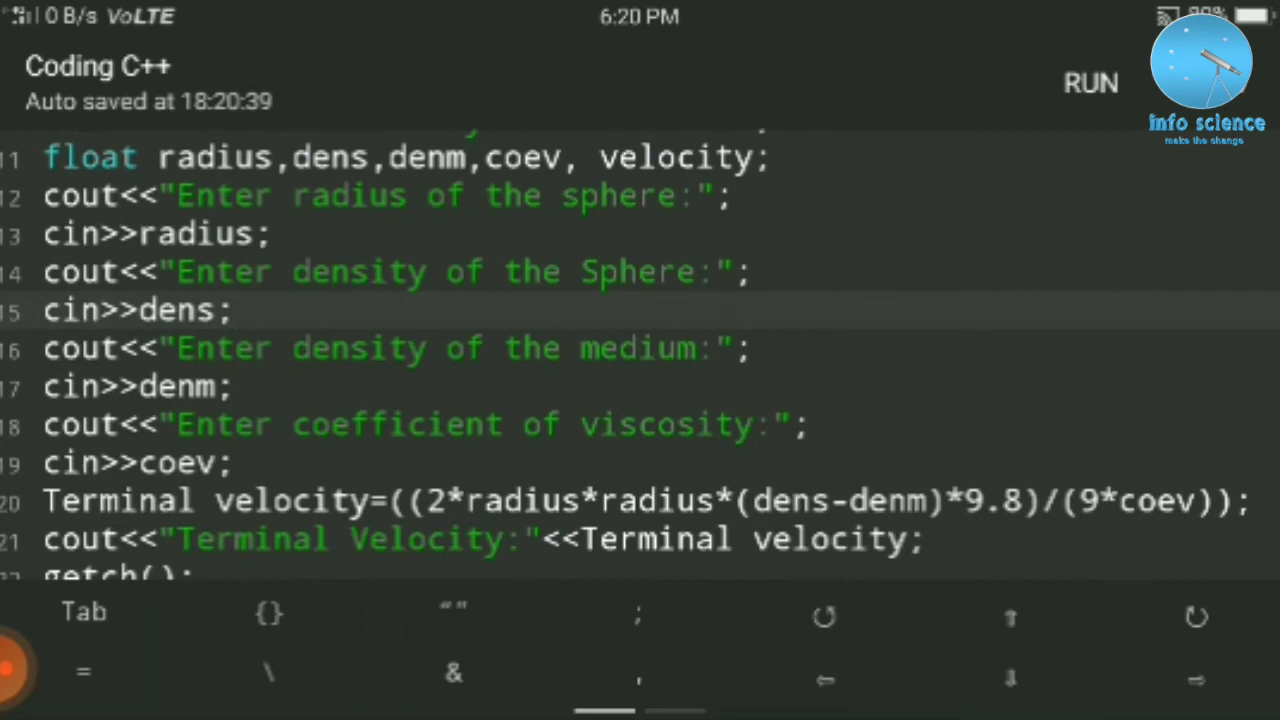 0 B/s VoLTE 6:20 PM
Coding C++
Auto saved at 18:20:39
RUN
info science
make the change
11 float radius,dens,denm,coev, velocity;
12 cout<<"Enter radius of the sphere:";
13 cin>>radius;
14 cout<<"Enter density of the Sphere:";
15 cin>>dens;
16 cout<<"Enter density of the medium:";
17 cin>>denm;
18 cout<<"Enter coefficient of viscosity:";
19 cin>>coev;
20 Terminal velocity=((2*radius*radius*(dens-denm)*9.8)/(9*coev));
21 cout<<"Terminal Velocity:"<<Terminal velocity;
getch();
Tab {} “” ;
= \ & ,